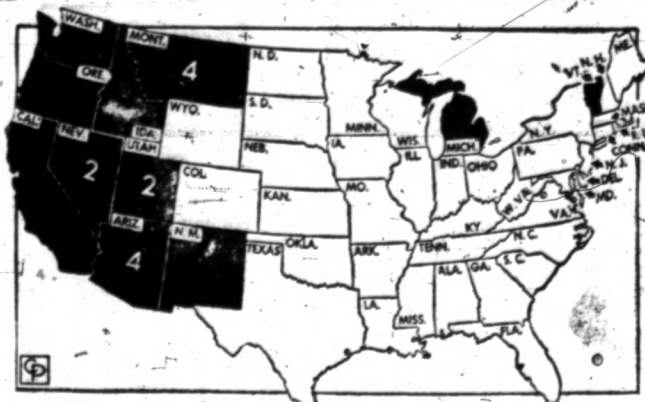 WASH.
MONT.
4
N.D.
ORE.
S.D.
MINN.
WIS.
MICH.
N.Y.
VT.
N.H.
ME.
MASS
CONN
N.J.
DEL
MD.
CAL.
NEV.
2
IDA.
UTAH
2
WYO.
NEB.
IA.
ILL
IND.
OHIO
PA.
W. VA.
VA.
COL.
KAN.
MO.
KY
ARIZ.
4
N.M.
TEXAS
OKLA.
ARK.
TENN.
N.C.
S.C.
ALA.
GA.
LA.
MISS.
FLA.
CP